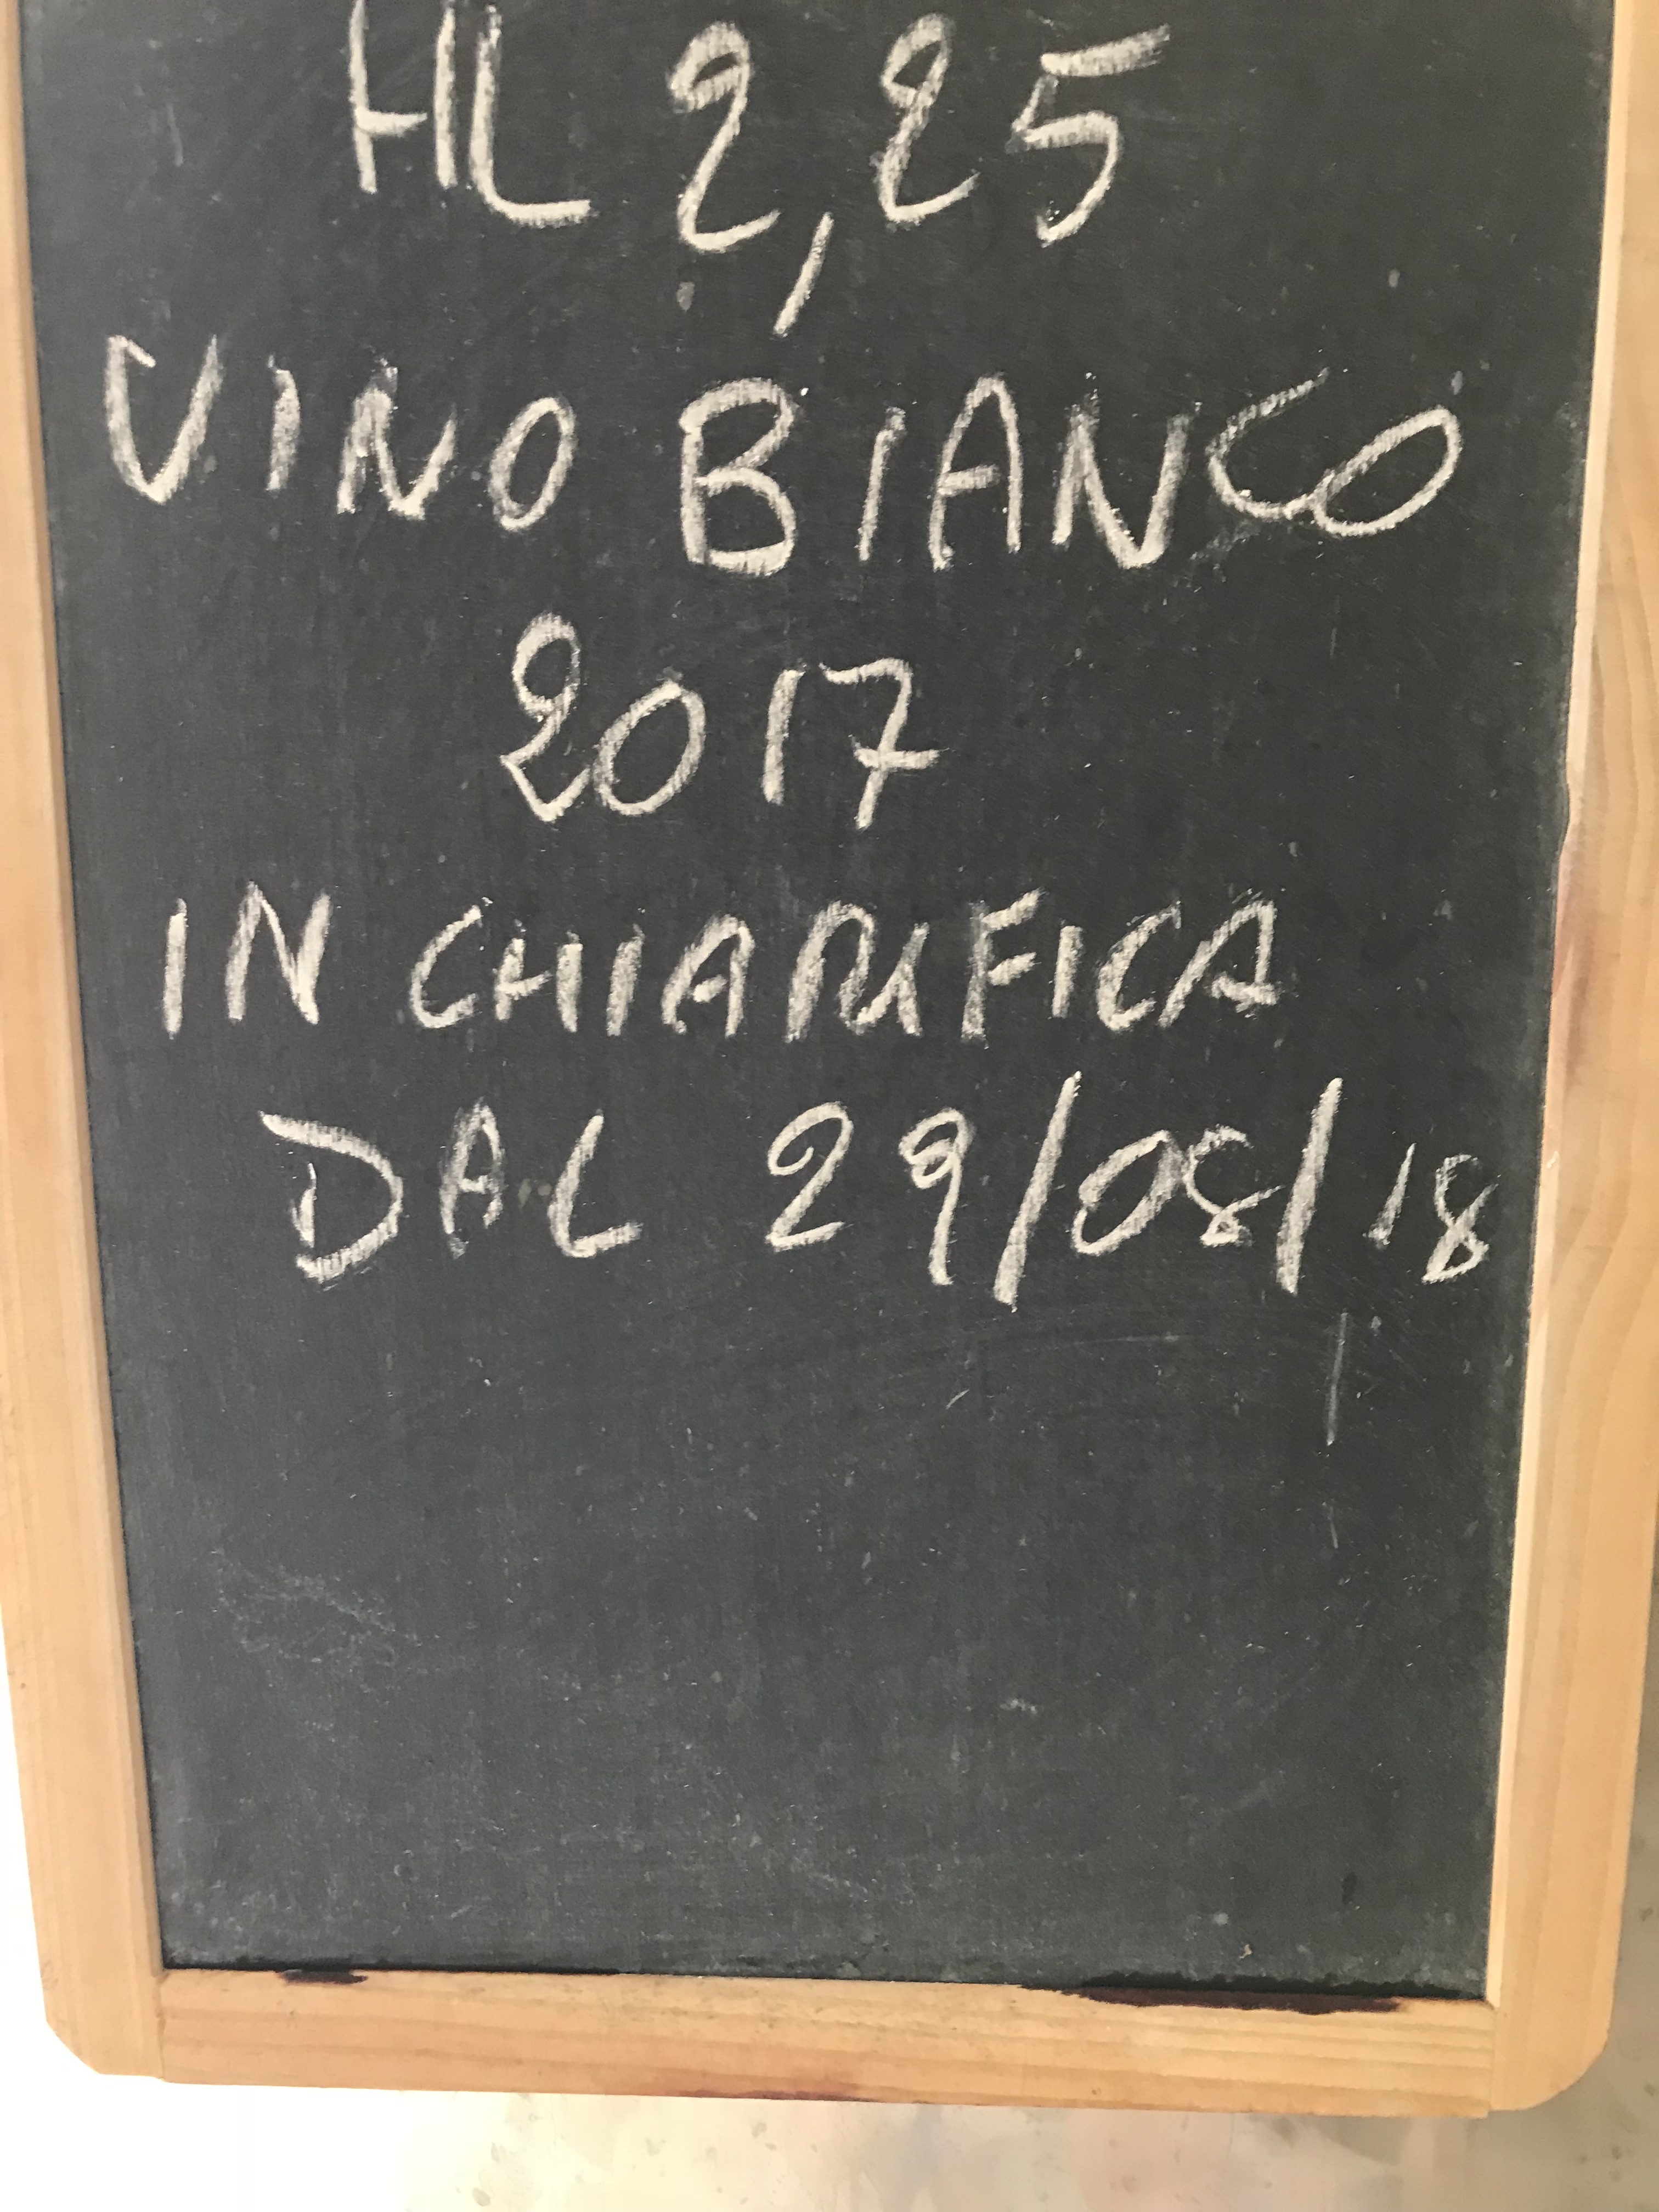 HL 2,25
VINO BIANCO
2017
IN CHIARIFICA
DAL 29/08/18